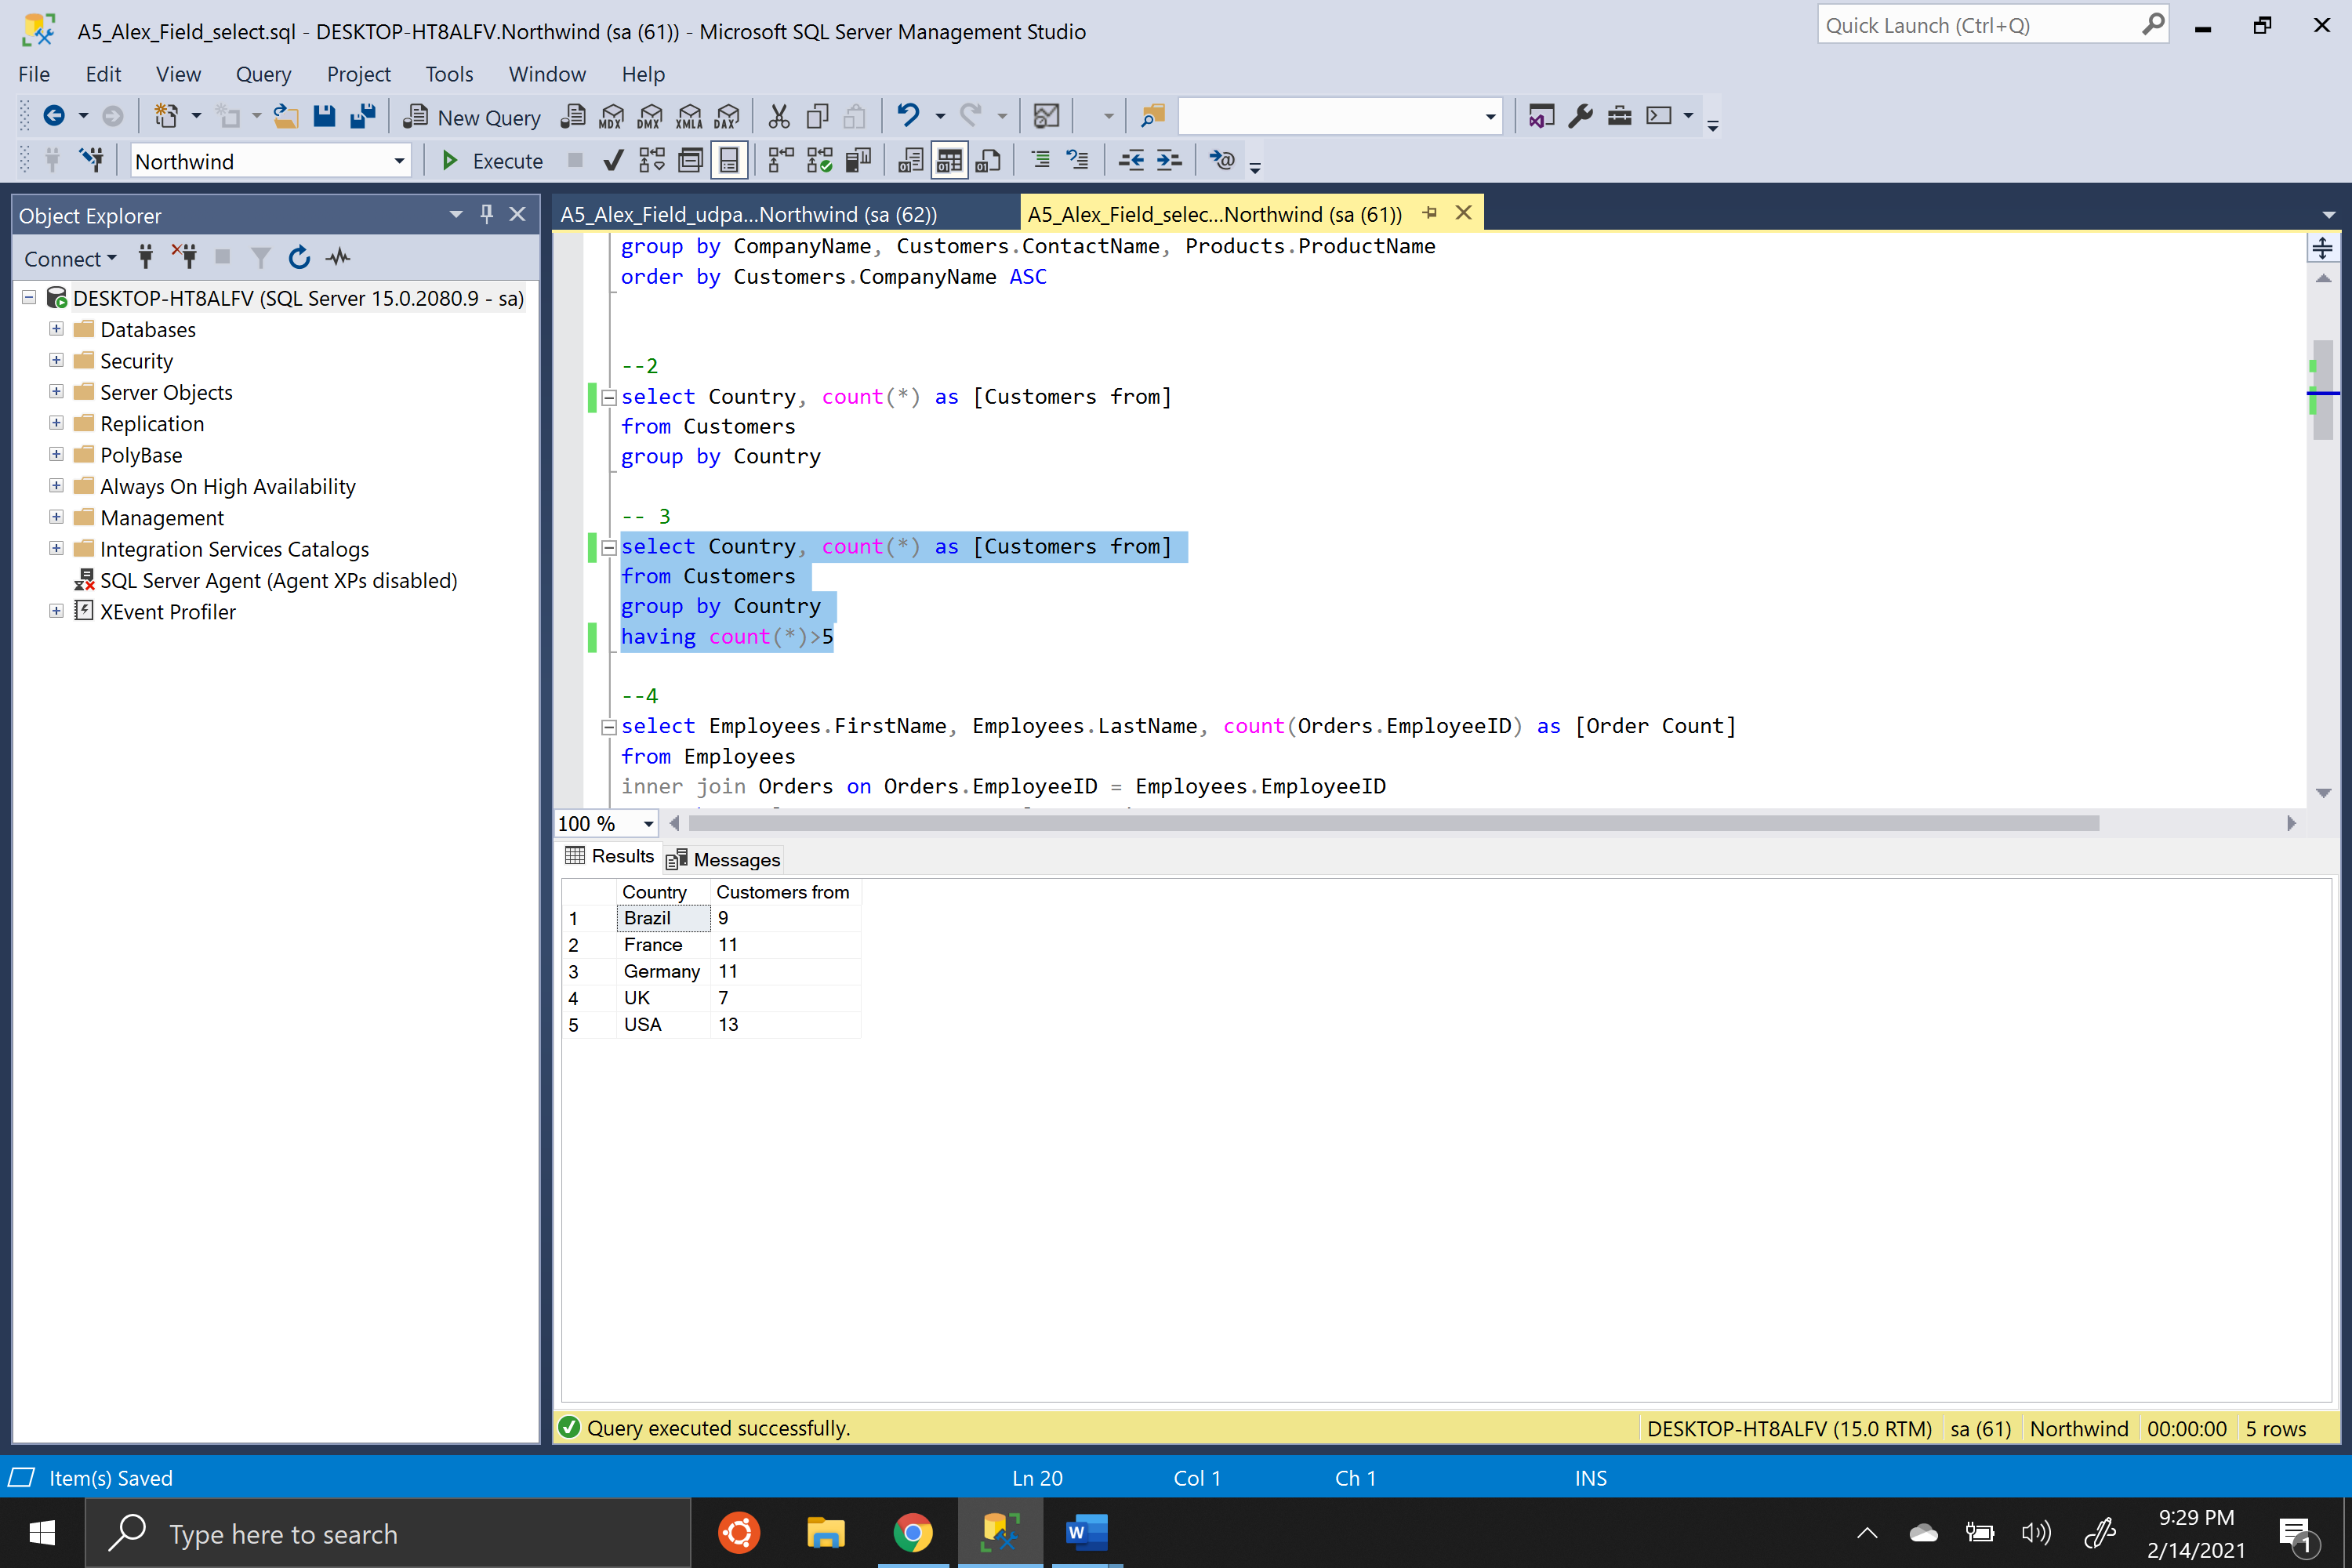 A5_Alex_Field_select.sql - DESKTOP-HT8ALFV.Northwind (sa (61)) - Microsoft SQL Server Management Studio
Quick Launch (Ctrl+Q)
File Edit View Query Project Tools Window Help
New Query MDX DMX XMLA DAX
Northwind Execute
Object Explorer
Connect
DESKTOP-HT8ALFV (SQL Server 15.0.2080.9 - sa)
Databases
Security
Server Objects
Replication
PolyBase
Always On High Availability
Management
Integration Services Catalogs
SQL Server Agent (Agent XPs disabled)
XEvent Profiler
A5_Alex_Field_udpa...Northwind (sa (62)) A5_Alex_Field_selec...Northwind (sa (61))
group by CompanyName, Customers.ContactName, Products.ProductName
order by Customers.CompanyName ASC
--2
select Country, count(*) as [Customers from]
from Customers
group by Country
-- 3
select Country, count(*) as [Customers from]
from Customers
group by Country
having count(*)>5
--4
select Employees.FirstName, Employees.LastName, count(Orders.EmployeeID) as [Order Count]
from Employees
inner join Orders on Orders.EmployeeID = Employees.EmployeeID
100 %
Results Messages
Country Customers from
1 Brazil 9
2 France 11
3 Germany 11
4 UK 7
5 USA 13
Query executed successfully. DESKTOP-HT8ALFV (15.0 RTM) sa (61) Northwind 00:00:00 5 rows
Item(s) Saved Ln 20 Col 1 Ch 1 INS
Type here to search
9:29 PM
2/14/2021
1